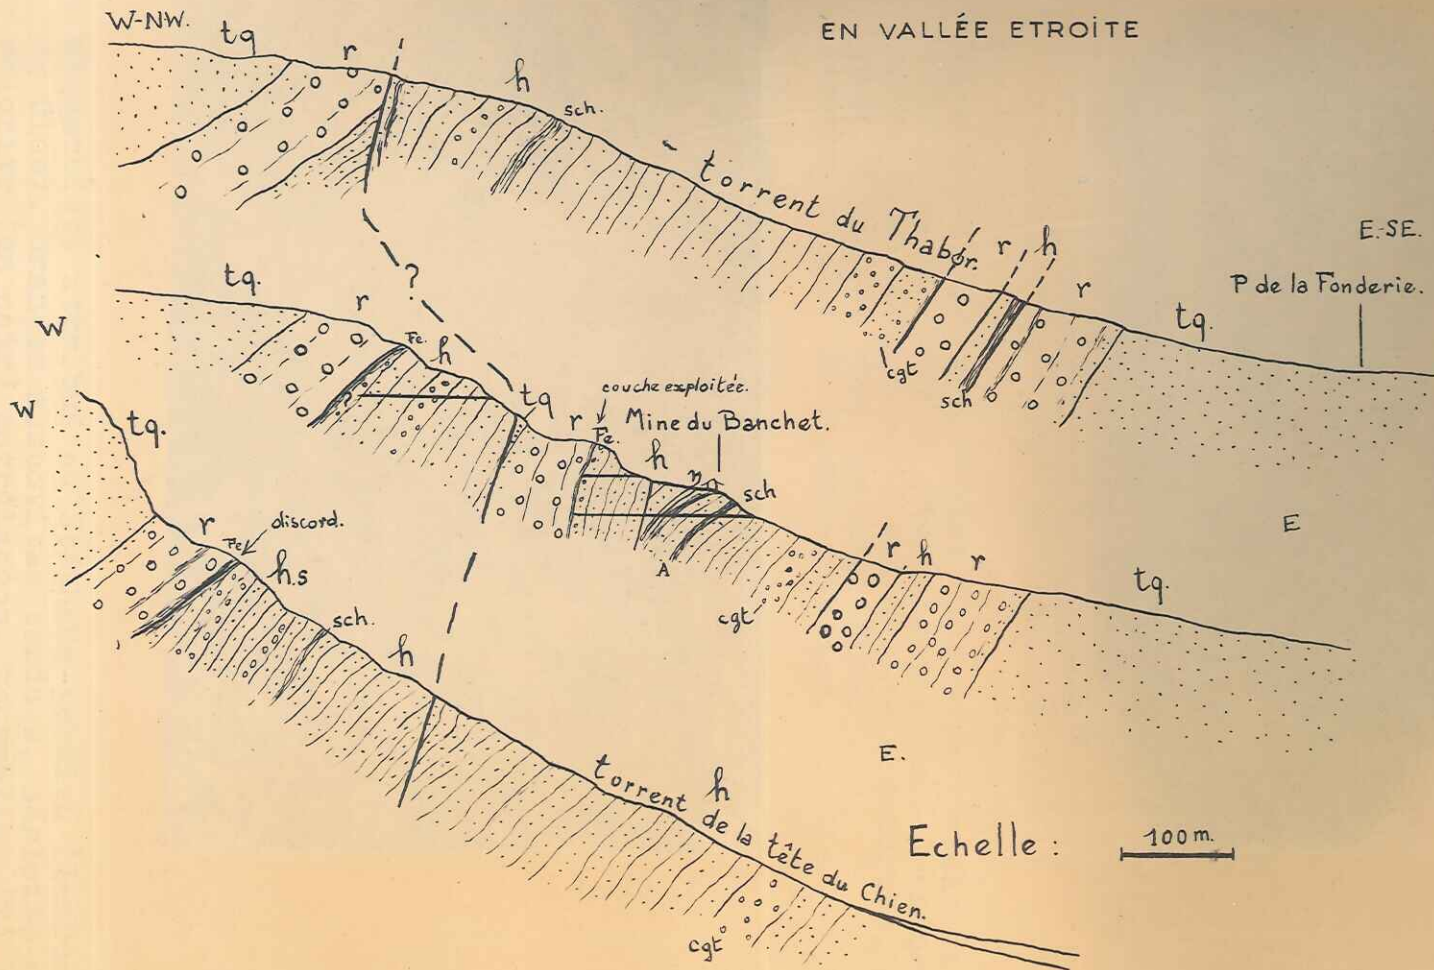 W-NW.
EN VALLÉE ETROITE
tq
r
h
sch.
torrent du Thabor.
r
h
r
E.-SE.
P de la Fonderie.
tq.
cgt
sch
?
W
tq.
r
Fe.
h
?
tq
couche exploitée.
r
Fe.
Mine du Banchet.
h
sch
A
cgt
r
h
r
E
tq.
W
tq.
r
Fe
discord.
h.s
sch.
h
torrent de la tête du Chien.
h
E.
cgt
Echelle :
100 m.